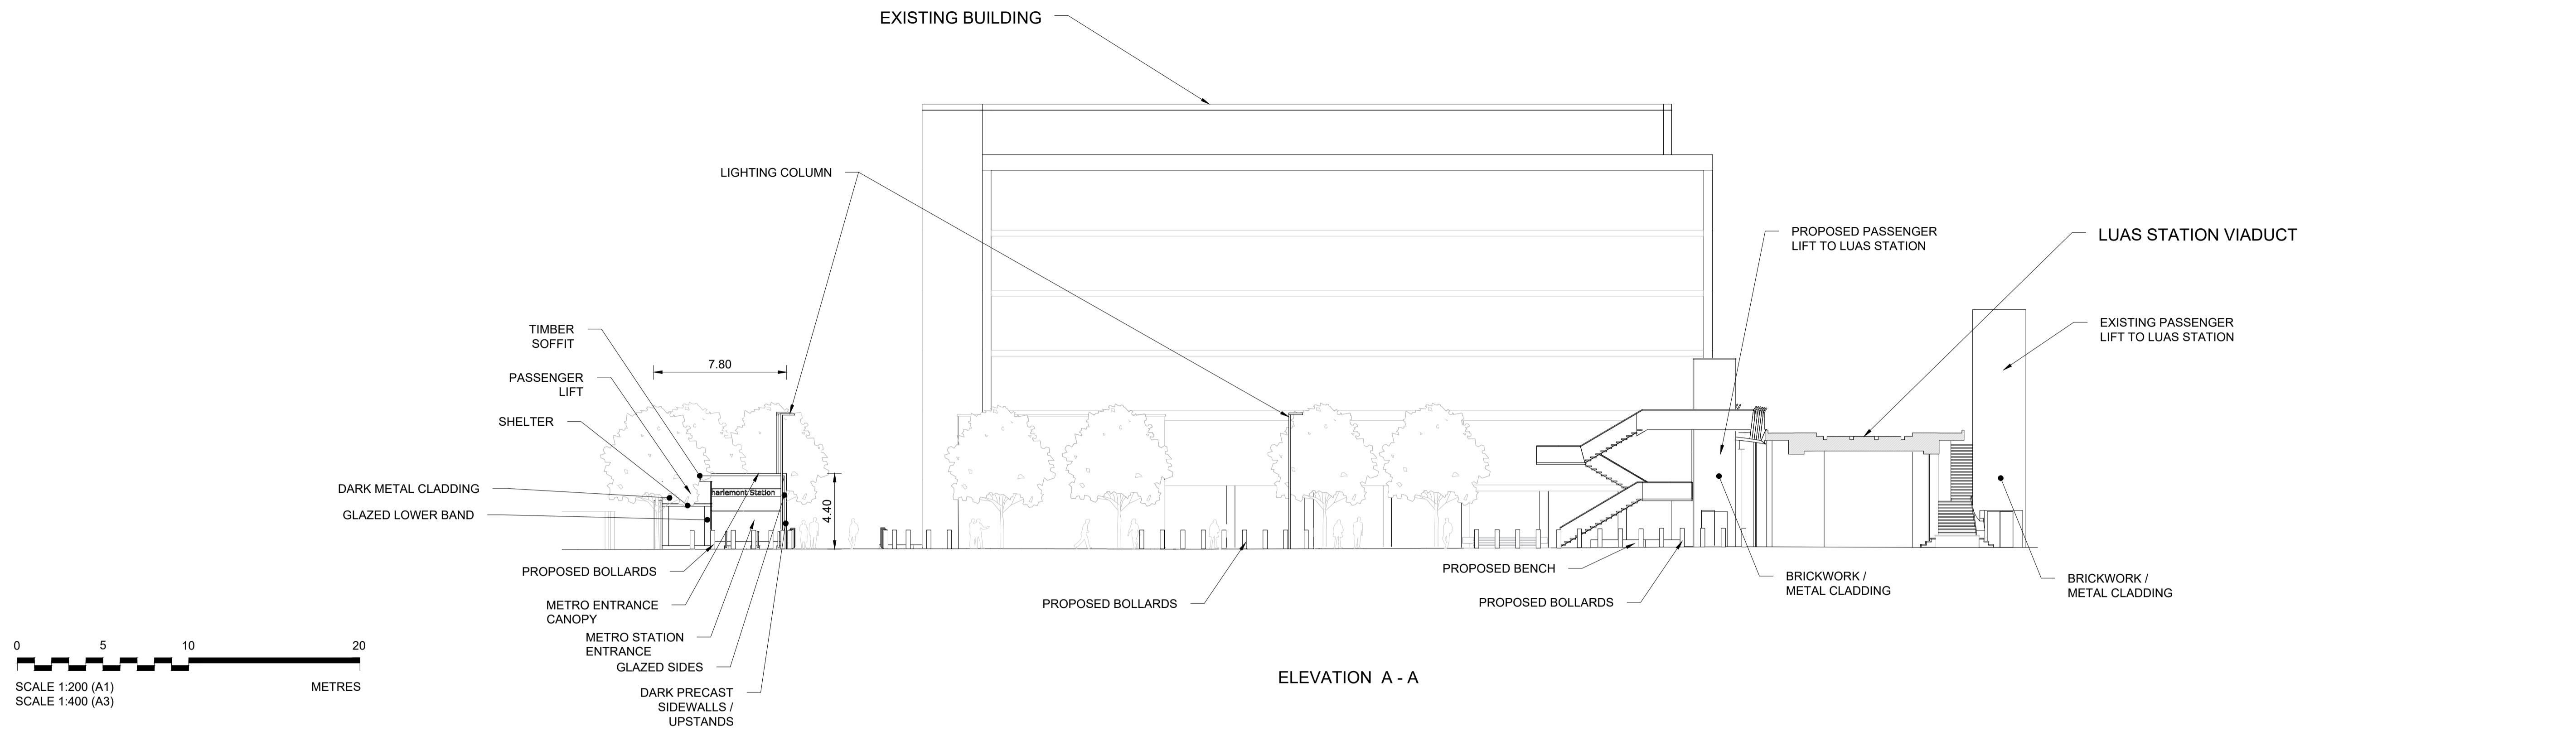 EXISTING BUILDING
LIGHTING COLUMN
PROPOSED PASSENGER
LIFT TO LUAS STATION
LUAS STATION VIADUCT
EXISTING PASSENGER
LIFT TO LUAS STATION
TIMBER
SOFFIT
7.80
PASSENGER
LIFT
SHELTER
DARK METAL CLADDING
harlemont Station
GLAZED LOWER BAND
4.40
PROPOSED BOLLARDS
METRO ENTRANCE
CANOPY
METRO STATION
ENTRANCE
GLAZED SIDES
DARK PRECAST
SIDEWALLS /
UPSTANDS
PROPOSED BOLLARDS
PROPOSED BENCH
PROPOSED BOLLARDS
BRICKWORK /
METAL CLADDING
BRICKWORK /
METAL CLADDING
0 5 10 20
SCALE 1:200 (A1) METRES
SCALE 1:400 (A3)
ELEVATION A - A